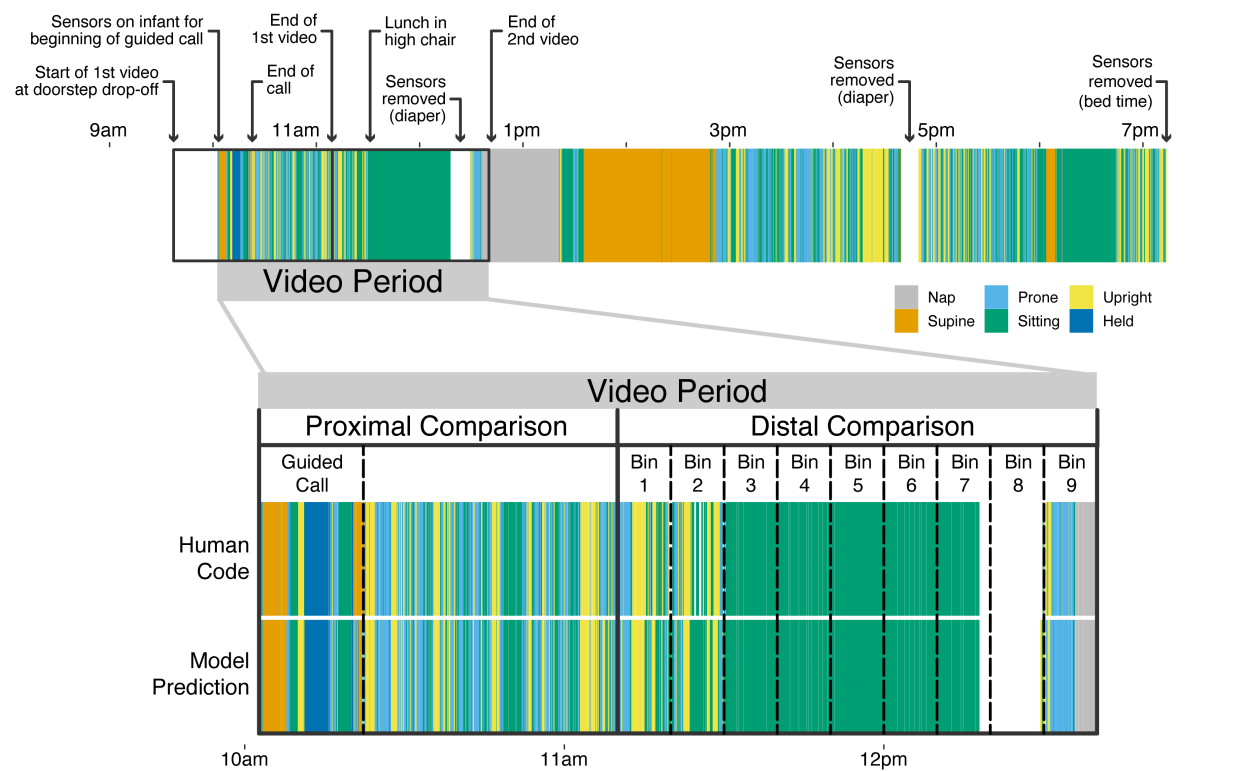 Sensors on infant for
beginning of guided call
End of
1st video
Lunch in
high chair
End of
2nd video
Start of 1st video
at doorstep drop-off
End of
call
Sensors
removed
(diaper)
Sensors
removed
(diaper)
Sensors
removed
(bed time)
9am
11am
1pm
3pm
5pm
7pm
Video Period
Nap
Prone
Upright
Supine
Sitting
Held
Video Period
Proximal Comparison
Distal Comparison
Guided
Call
Bin
1
Bin
2
Bin
3
Bin
4
Bin
5
Bin
6
Bin
7
Bin
8
Bin
9
Human
Code
Model
Prediction
10am
11am
12pm